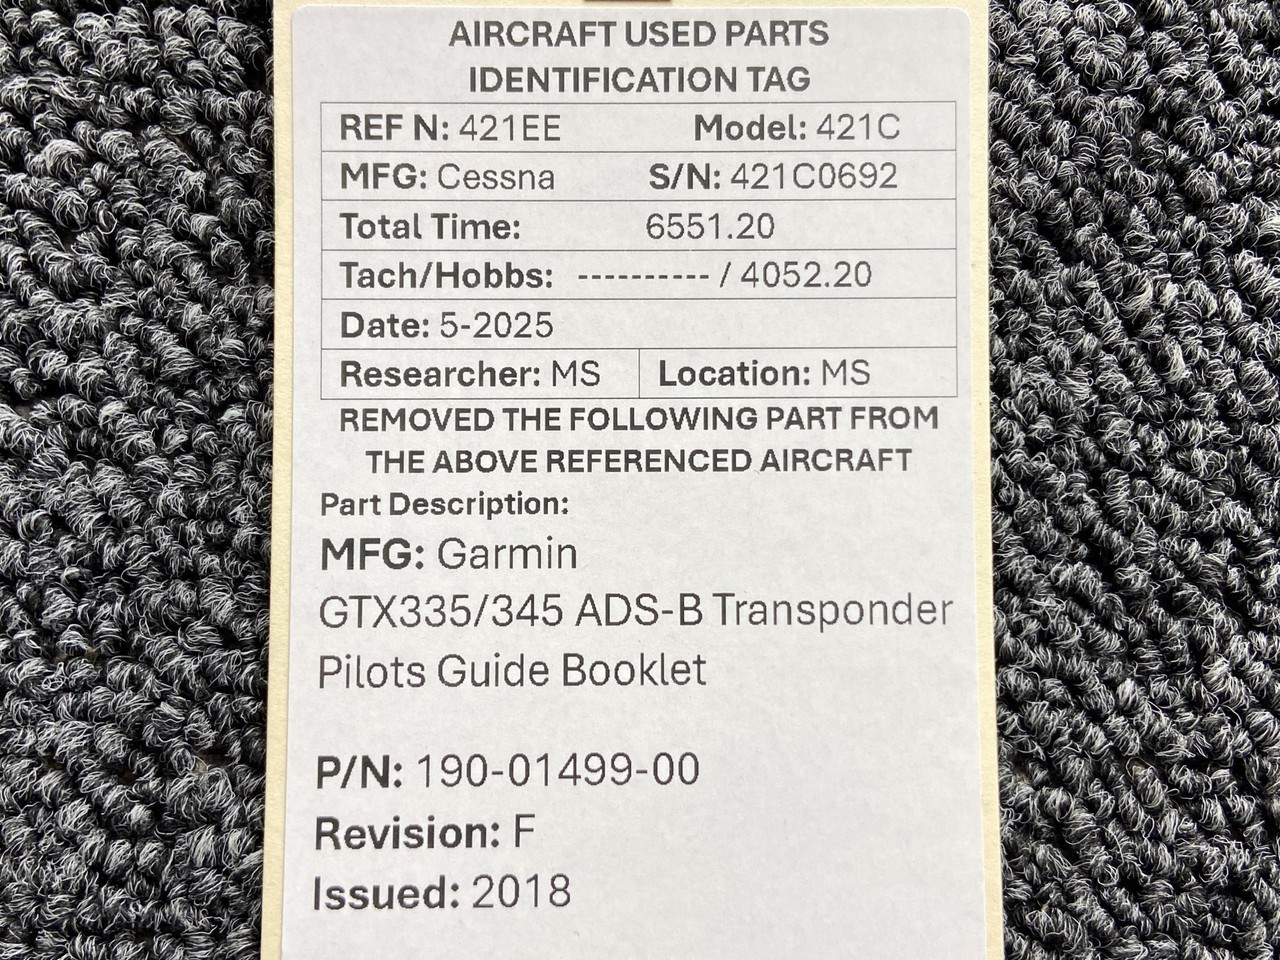 AIRCRAFT USED PARTS
IDENTIFICATION TAG
REF N: 421EE Model: 421C
MFG: Cessna S/N: 421C0692
Total Time: 6551.20
Tach/Hobbs: ---------- / 4052.20
Date: 5-2025
Researcher: MS Location: MS
REMOVED THE FOLLOWING PART FROM
THE ABOVE REFERENCED AIRCRAFT
Part Description:
MFG: Garmin
GTX335/345 ADS-B Transponder
Pilots Guide Booklet
P/N: 190-01499-00
Revision: F
Issued: 2018